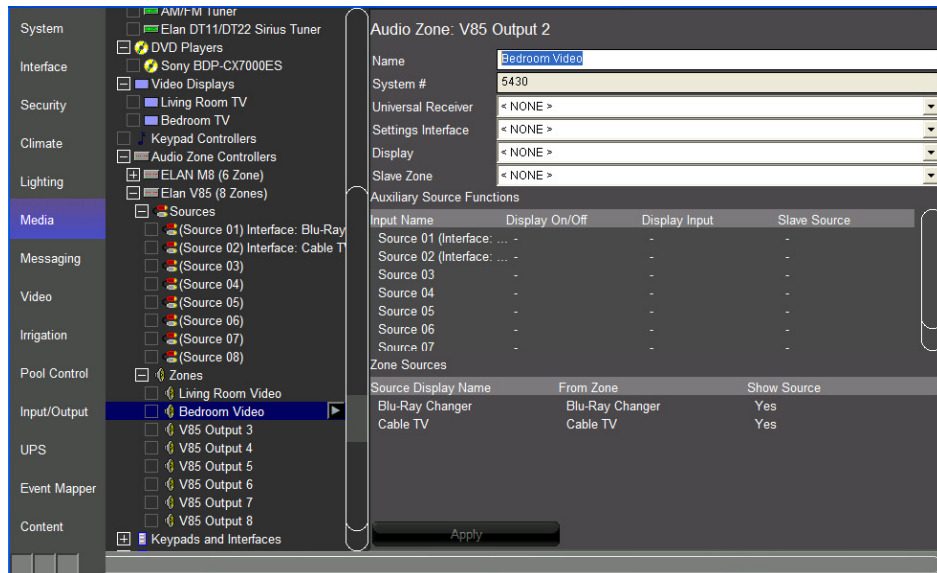 System
Interface
Security
Climate
Lighting
Media
Messaging
Video
Irrigation
Pool Control
Input/Output
UPS
Event Mapper
Content
AM/FM Tuner
Elan DT11/DT22 Sirius Tuner
DVD Players
Sony BDP-CX7000ES
Video Displays
Living Room TV
Bedroom TV
Keypad Controllers
Audio Zone Controllers
ELAN M8 (6 Zone)
Elan V85 (8 Zones)
Sources
(Source 01) Interface: Blu-Ray
(Source 02) Interface: Cable TV
(Source 03)
(Source 04)
(Source 05)
(Source 06)
(Source 07)
(Source 08)
Zones
Living Room Video
Bedroom Video
V85 Output 3
V85 Output 4
V85 Output 5
V85 Output 6
V85 Output 7
V85 Output 8
Keypads and Interfaces
Audio Zone: V85 Output 2
Name Bedroom Video
System # 5430
Universal Receiver < NONE >
Settings Interface < NONE >
Display < NONE >
Slave Zone < NONE >
Auxiliary Source Functions
Input Name Display On/Off Display Input Slave Source
Source 01 (Interface: ... - - -
Source 02 (Interface: ... - - -
Source 03 - - -
Source 04 - - -
Source 05 - - -
Source 06 - - -
Source 07 - - -
Zone Sources
Source Display Name From Zone Show Source
Blu-Ray Changer Blu-Ray Changer Yes
Cable TV Cable TV Yes
Apply